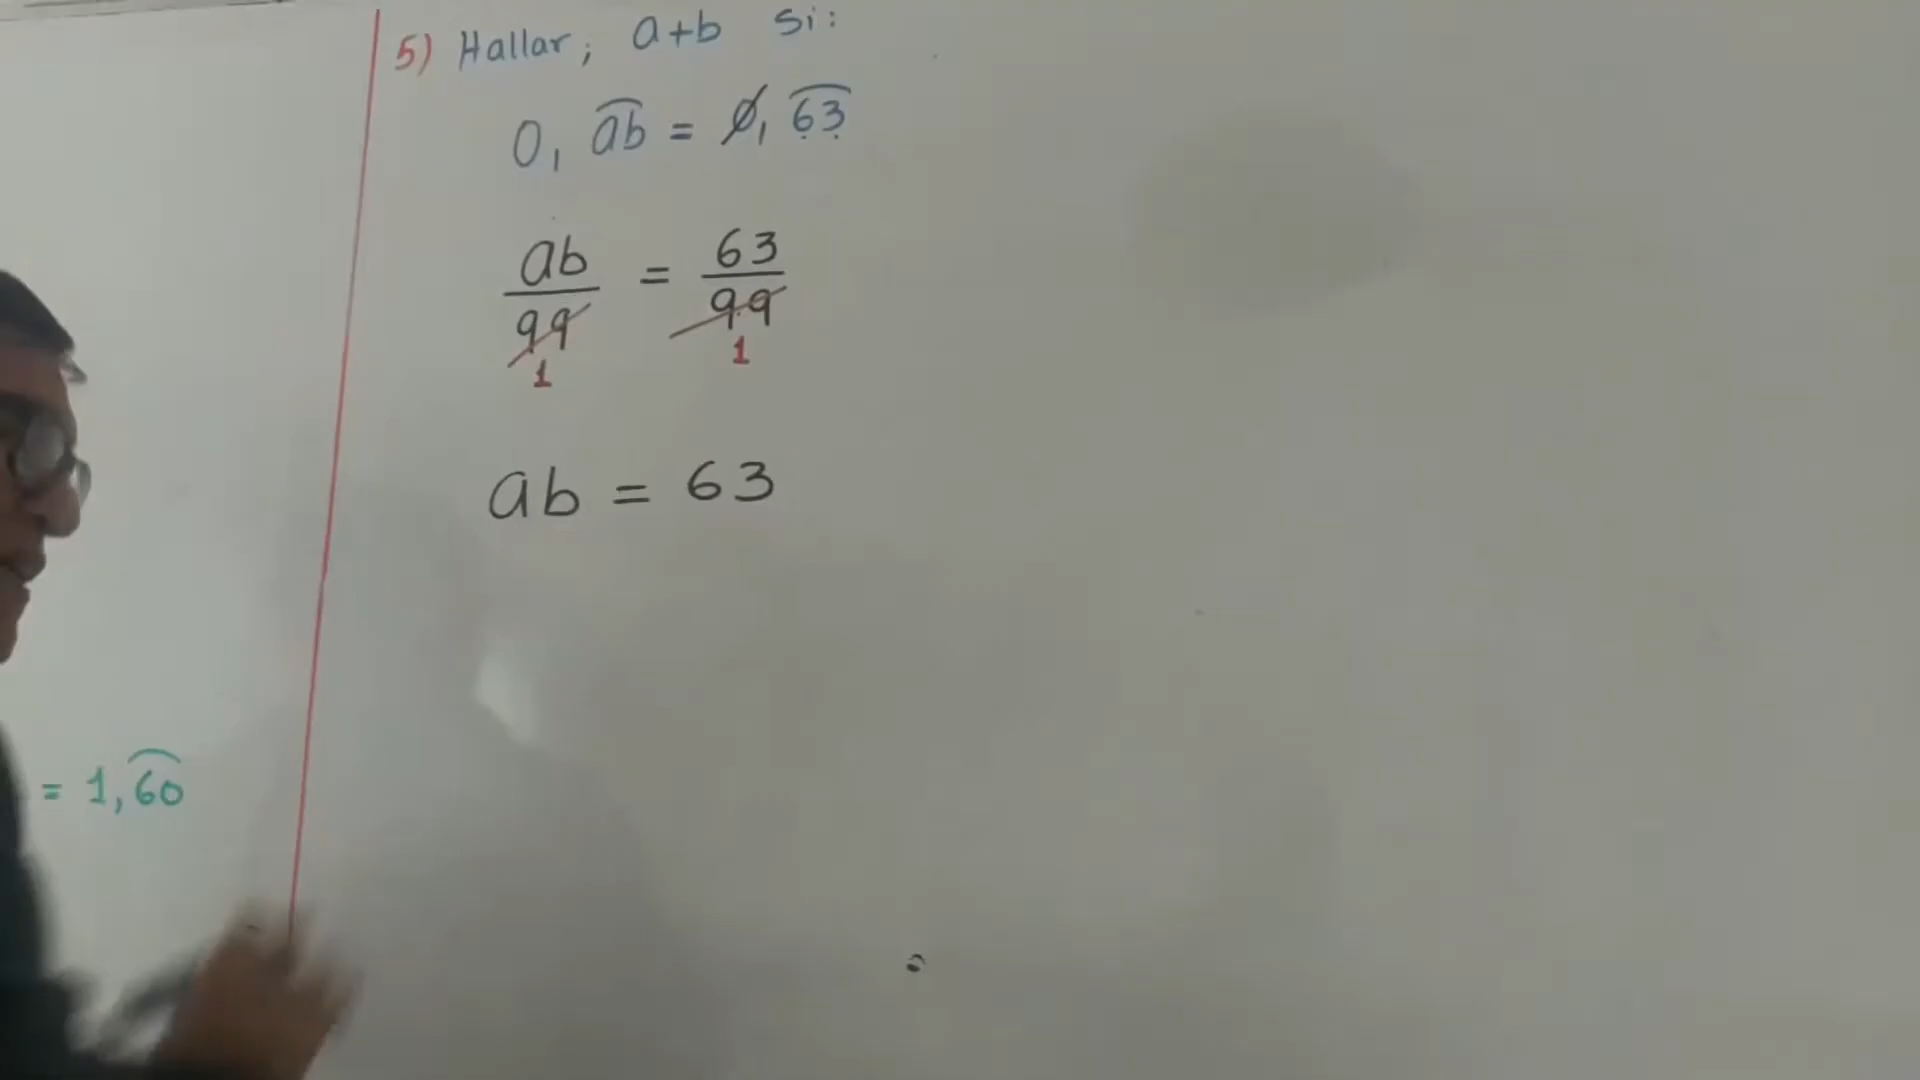 5) Hallar; a+b si:
0, ab = 0, 63
ab/99 = 63/99
1 1
ab = 63
= 1, 60